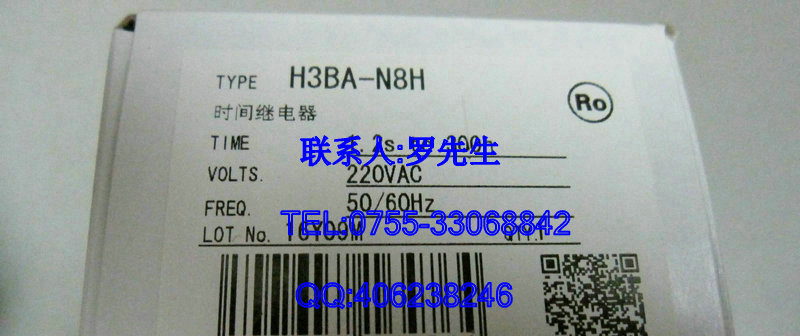 TYPE H3BA-N8H
Ro
时间继电器
TIME
联系人:罗先生
VOLTS. 220VAC
FREQ. 50/60Hz
TEL:0755-33068842
LOT No. 16Y09M
QQ:406238246